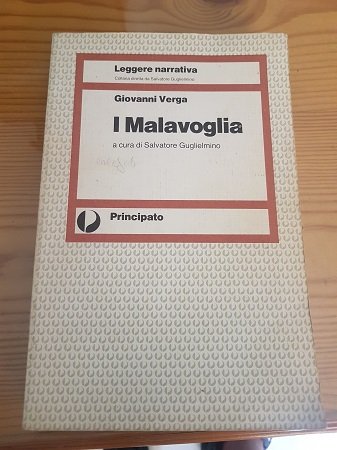 Leggere narrativa
Collana diretta da Salvatore Guglielmino
Giovanni Verga
I Malavoglia
a cura di Salvatore Guglielmino
Principato